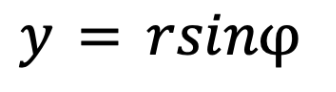 y = rsinφ